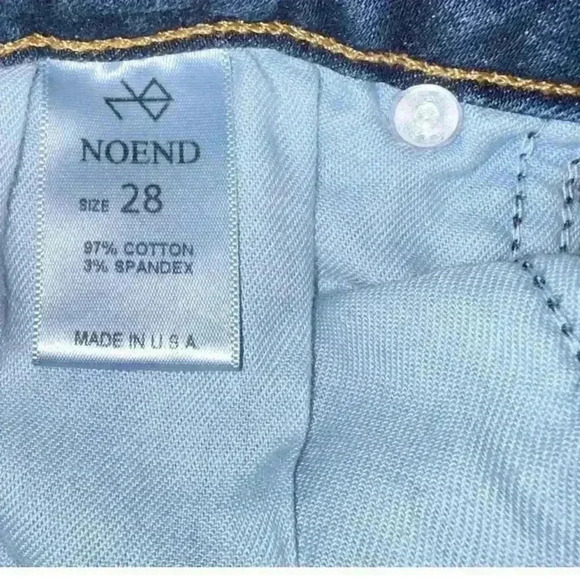 NOEND
SIZE 28
97% COTTON
3% SPANDEX
MADE IN U S A